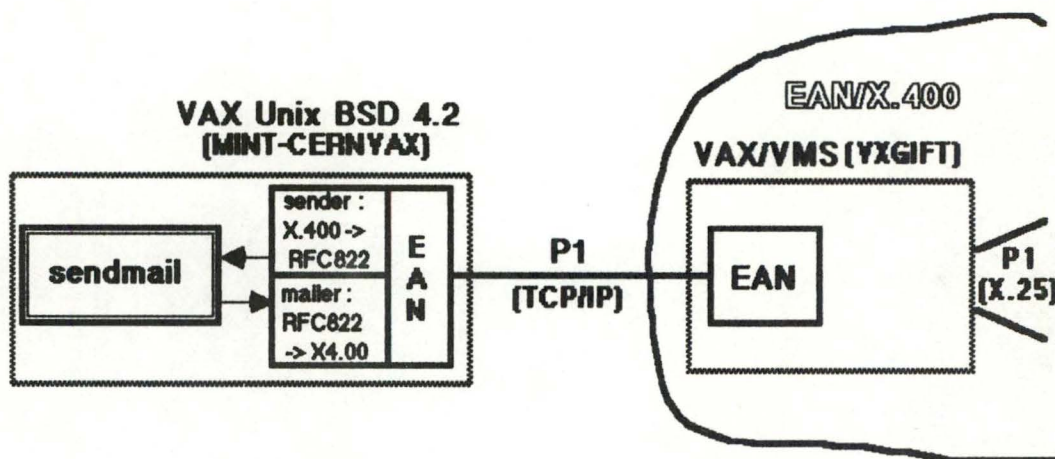 EAN/X.400
VAX Unix BSD 4.2
(MINT-CERNVAX)
VAX/VMS (VXGIFT)
sender :
X.400 ->
RFC822
mailer :
RFC822
-> X4.00
sendmail
E
A
N
P1
(TCP/IP)
EAN
P1
(X.25)